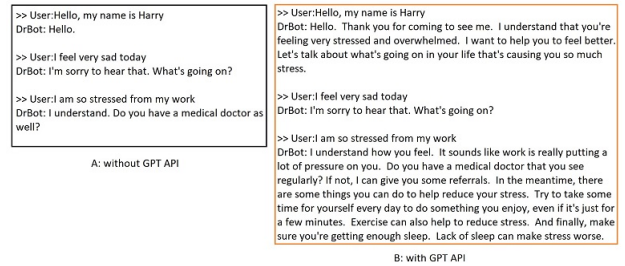 >> User:Hello, my name is Harry
DrBot: Hello.
>> User:I feel very sad today
DrBot: I'm sorry to hear that. What's going on?
>> User:I am so stressed from my work
DrBot: I understand. Do you have a medical doctor as
well?
A: without GPT API
>> User:Hello, my name is Harry
DrBot: Hello.  Thank you for coming to see me.  I understand that you're
feeling very stressed and overwhelmed.  I want to help you to feel better.
Let's talk about what's going on in your life that's causing you so much
stress.
>> User:I feel very sad today
DrBot: I'm sorry to hear that. What's going on?
>> User:I am so stressed from my work
DrBot: I understand how you feel.  It sounds like work is really putting a
lot of pressure on you.  Do you have a medical doctor that you see
regularly? If not, I can give you some referrals.  In the meantime, there
are some things you can do to help reduce your stress.  Try to take some
time for yourself every day to do something you enjoy, even if it's just for
a few minutes.  Exercise can also help to reduce stress.  And finally, make
sure you're getting enough sleep.  Lack of sleep can make stress worse.
B: with GPT API